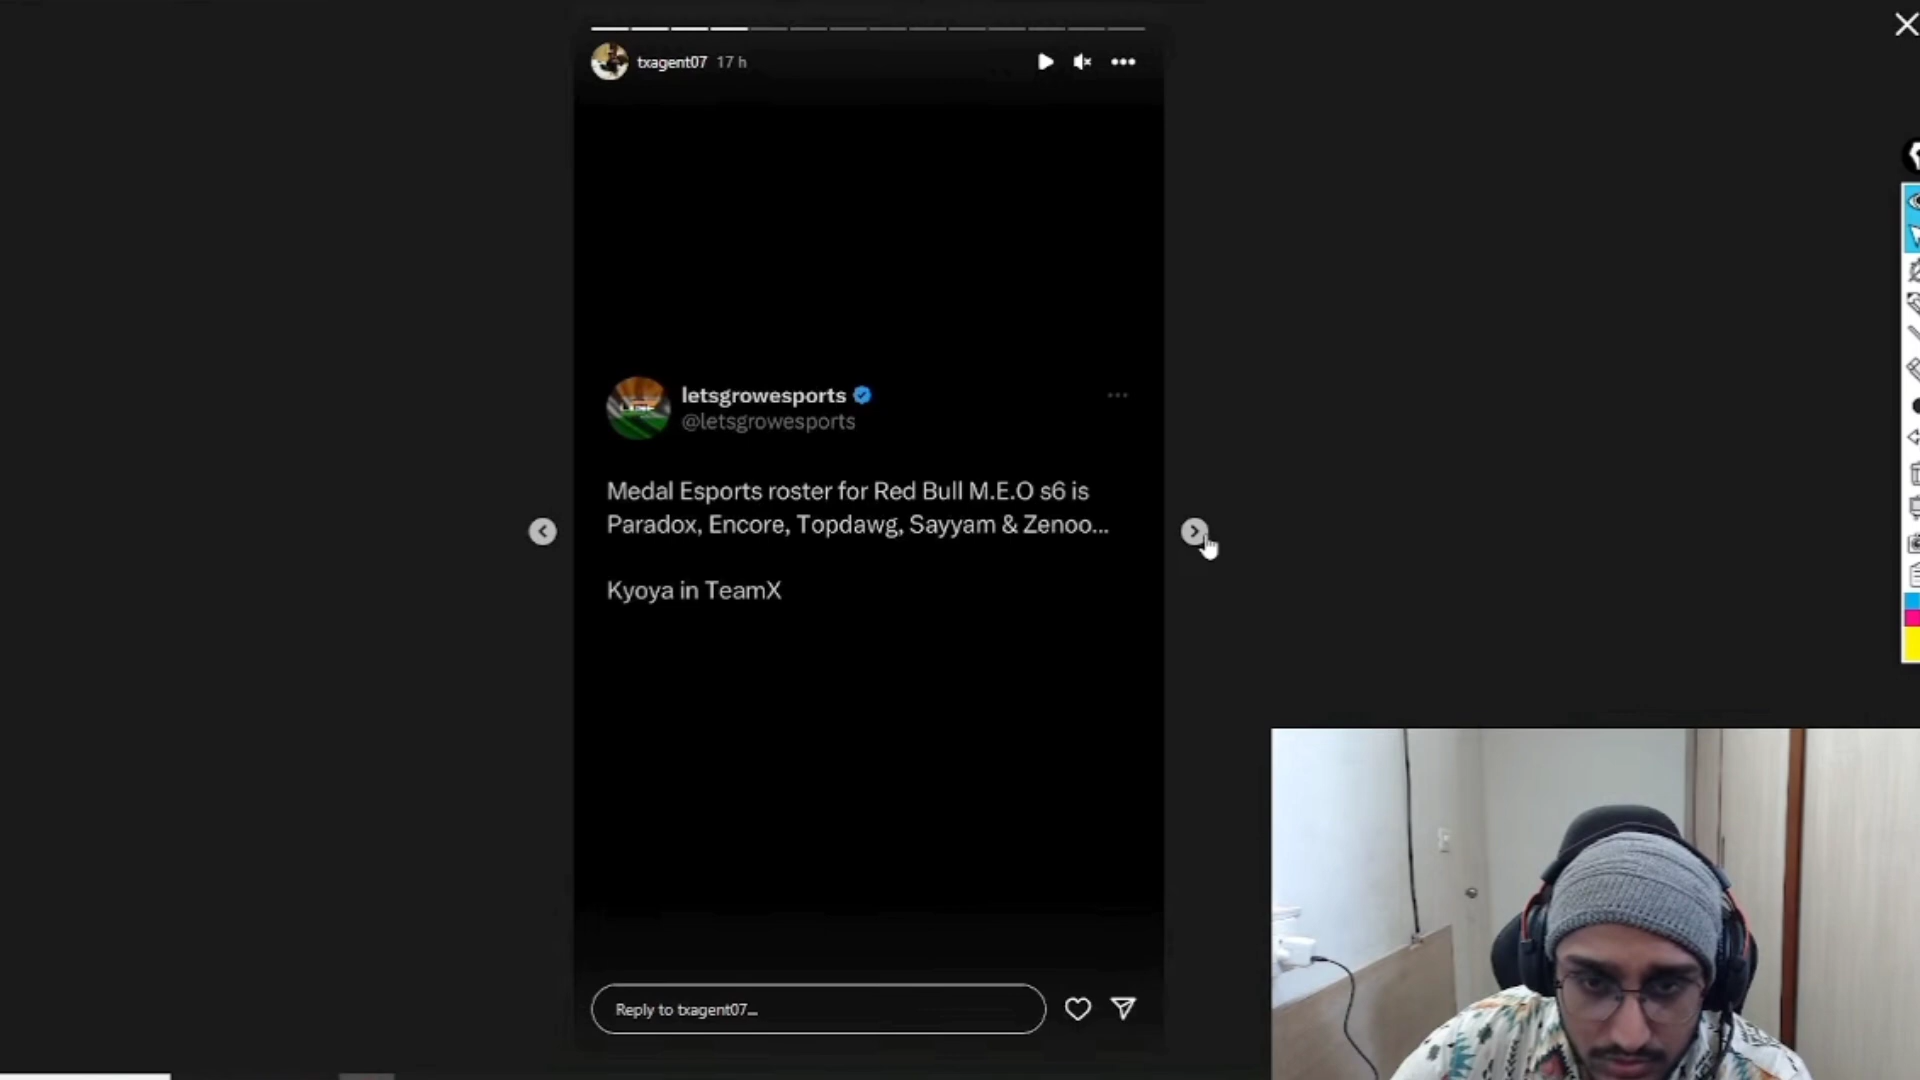 txagent07 17 h
letsgrowesports
@letsgrowesports
Medal Esports roster for Red Bull M.E.O s6 is
Paradox, Encore, Topdawg, Sayyam & Zenoo...
Kyoya in TeamX
Reply to txagent07...